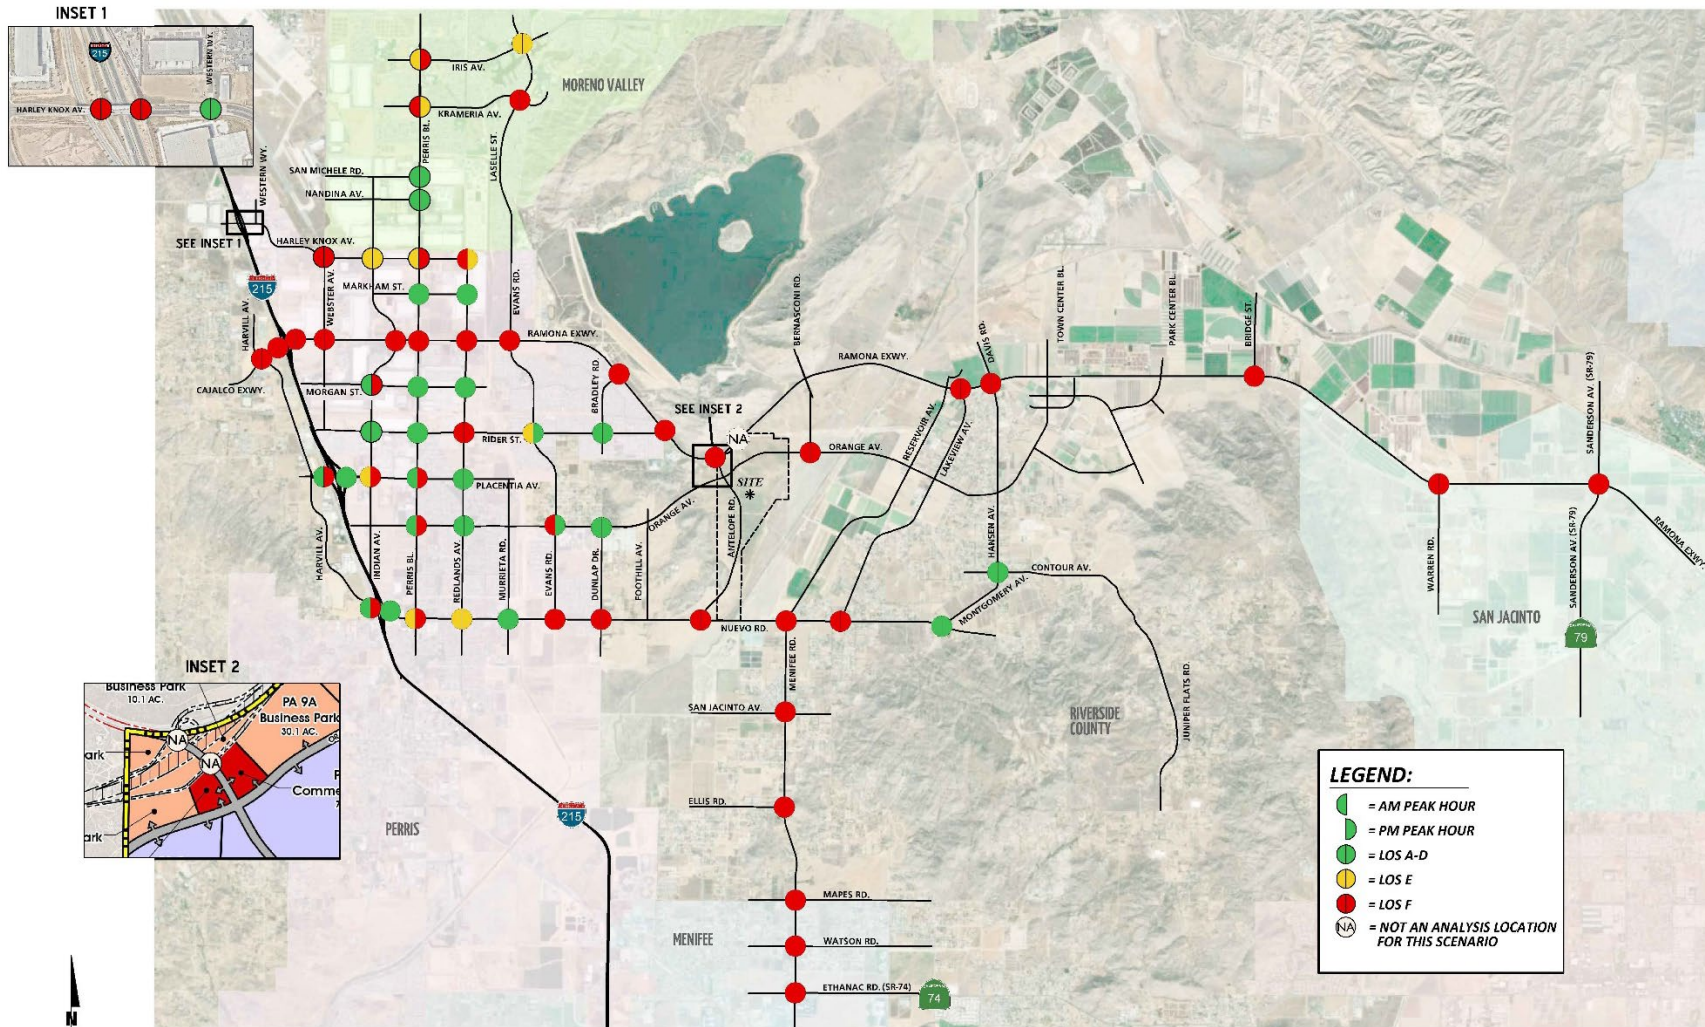 INSET 1
215
WESTERN WY.
HARLEY KNOX AV.
IRIS AV.
MORENO VALLEY
KRAMERIA AV.
PERRIS BL.
LASELLE ST.
SAN MICHELE RD.
NANDINA AV.
WESTERN WY.
SEE INSET 1
HARLEY KNOX AV.
215
WEBSTER AV.
MARKHAM ST.
EVANS RD.
HARVILL AV.
RAMONA EXWY.
CAJALCO EXWY.
MORGAN ST.
BRADLEY RD
BERNASCONI RD.
RAMONA EXWY.
DAVIS RD.
TOWN CENTER BL.
PARK CENTER BL.
BRIDGE ST.
SEE INSET 2
NA
RIDER ST.
ORANGE AV.
RESERVOIR AV.
LAKEVIEW AV.
SANDERSON AV. (SR-79)
PLACENTIA AV.
SITE
ORANGE AV.
ANTELOPE RD.
HANSEN AV.
RAMONA EXWY.
HARVILL AV.
INDIAN AV.
PERRIS BL.
REDLANDS AV.
MURRIETA RD.
EVANS RD.
DUNLAP DR.
FOOTHILL AV.
CONTOUR AV.
MONTGOMERY AV.
WARREN RD.
SANDERSON AV. (SR-79)
SAN JACINTO
79
NUEVO RD.
MENIFEE RD.
JUNIPER FLATS RD.
INSET 2
Business Park
10.1 AC.
PA 9A
Business Park
30.1 AC.
NA
NA
ark
Comme
ark
SAN JACINTO AV.
RIVERSIDE
COUNTY
ELLIS RD.
215
PERRIS
MAPES RD.
MENIFEE
WATSON RD.
ETHANAC RD. (SR-74)
74
LEGEND:
= AM PEAK HOUR
= PM PEAK HOUR
= LOS A-D
= LOS E
= LOS F
NA = NOT AN ANALYSIS LOCATION
FOR THIS SCENARIO
N